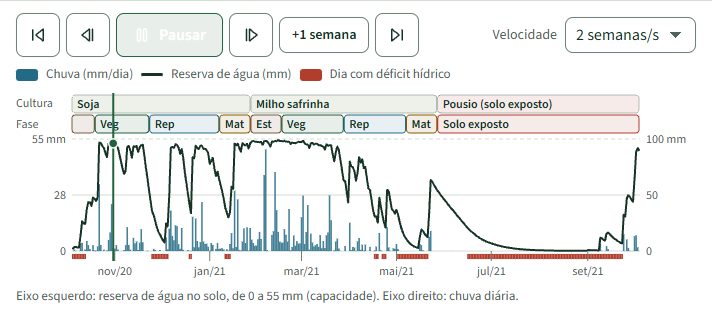 Pausar
+1 semana
Velocidade
2 semanas/s
Chuva (mm/dia)
Reserva de água (mm)
Dia com déficit hídrico
Cultura
Soja
Milho safrinha
Pousio (solo exposto)
Fase
Veg
Rep
Mat
Est
Veg
Rep
Mat
Solo exposto
55 mm
100 mm
28
50
0
0
nov/20
jan/21
mar/21
mai/21
jul/21
set/21
Eixo esquerdo: reserva de água no solo, de 0 a 55 mm (capacidade). Eixo direito: chuva diária.